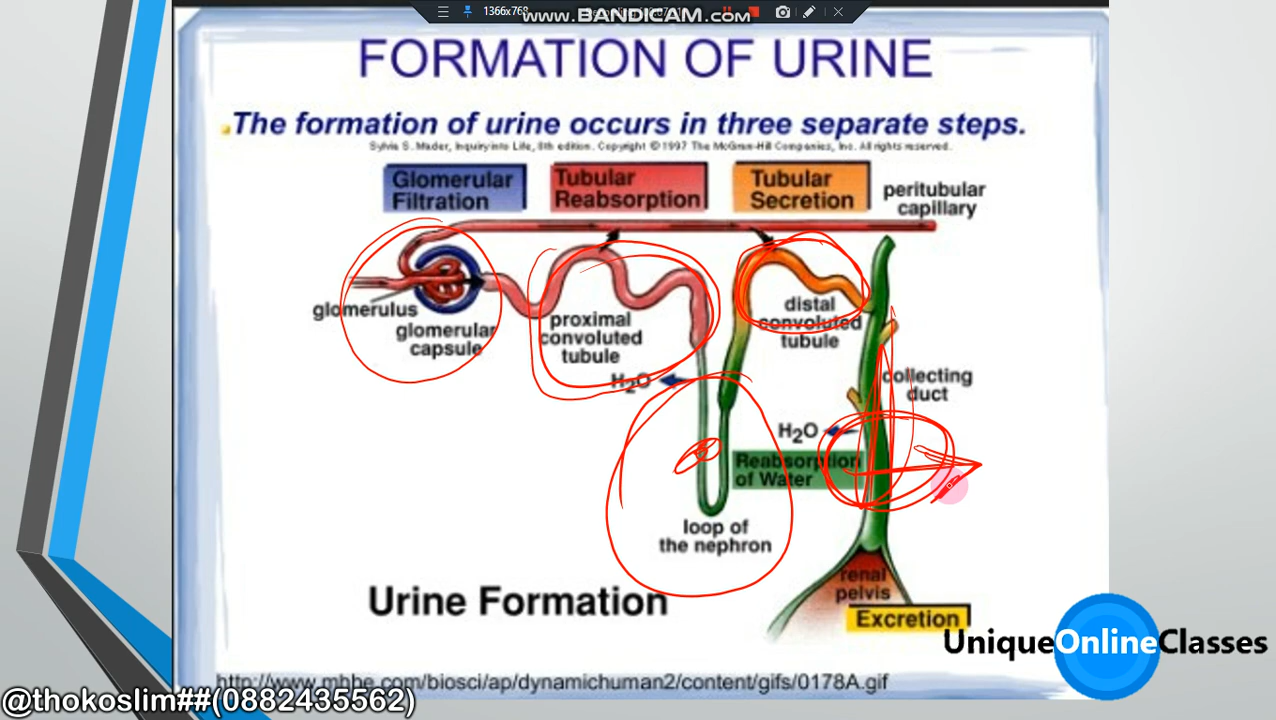 1366x768
www.BANDICAM.com
FORMATION OF URINE
The formation of urine occurs in three separate steps.
Sylvia S. Mader, Inquiry into Life, 8th edition. Copyright © 1997 The McGraw-Hill Companies, Inc. All rights reserved.
Glomerular
Filtration
Tubular
Reabsorption
Tubular
Secretion
peritubular
capillary
glomerulus
glomerular
capsule
proximal
convoluted
tubule
distal
convoluted
tubule
H2O
collecting
duct
H2O
Reabsorption
of Water
loop of
the nephron
renal
pelvis
Excretion
Urine Formation
UniqueOnlineClasses
http://www.mhhe.com/biosci/ap/dynamichuman2/content/gifs/0178A.gif
@thokoslim##(0882435562)